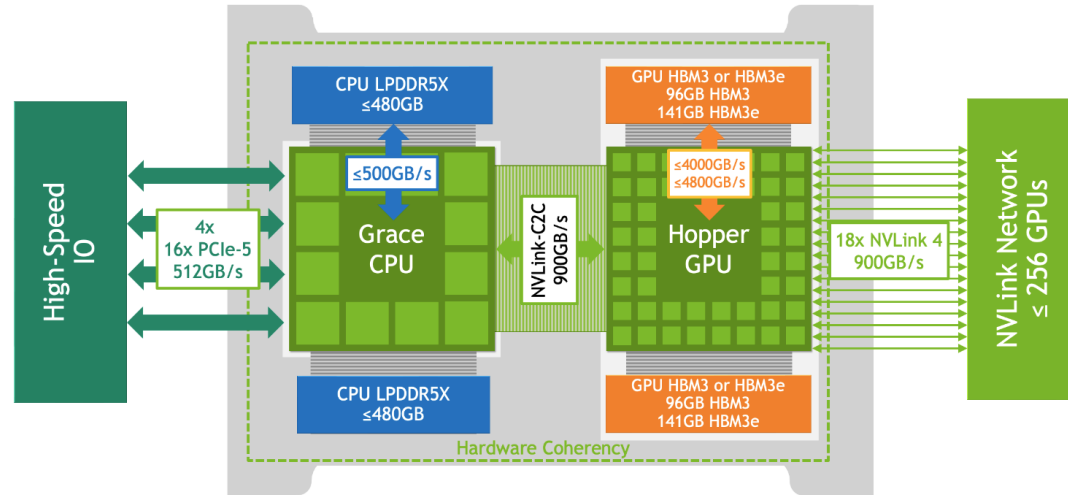 High-Speed
IO
4x
16x PCIe-5
512GB/s
CPU LPDDR5X
≤480GB
≤500GB/s
Grace
CPU
CPU LPDDR5X
≤480GB
NVLink-C2C
900GB/s
GPU HBM3 or HBM3e
96GB HBM3
141GB HBM3e
≤4000GB/s
≤4800GB/s
Hopper
GPU
GPU HBM3 or HBM3e
96GB HBM3
141GB HBM3e
Hardware Coherency
18x NVLink 4
900GB/s
NVLink Network
≤ 256 GPUs